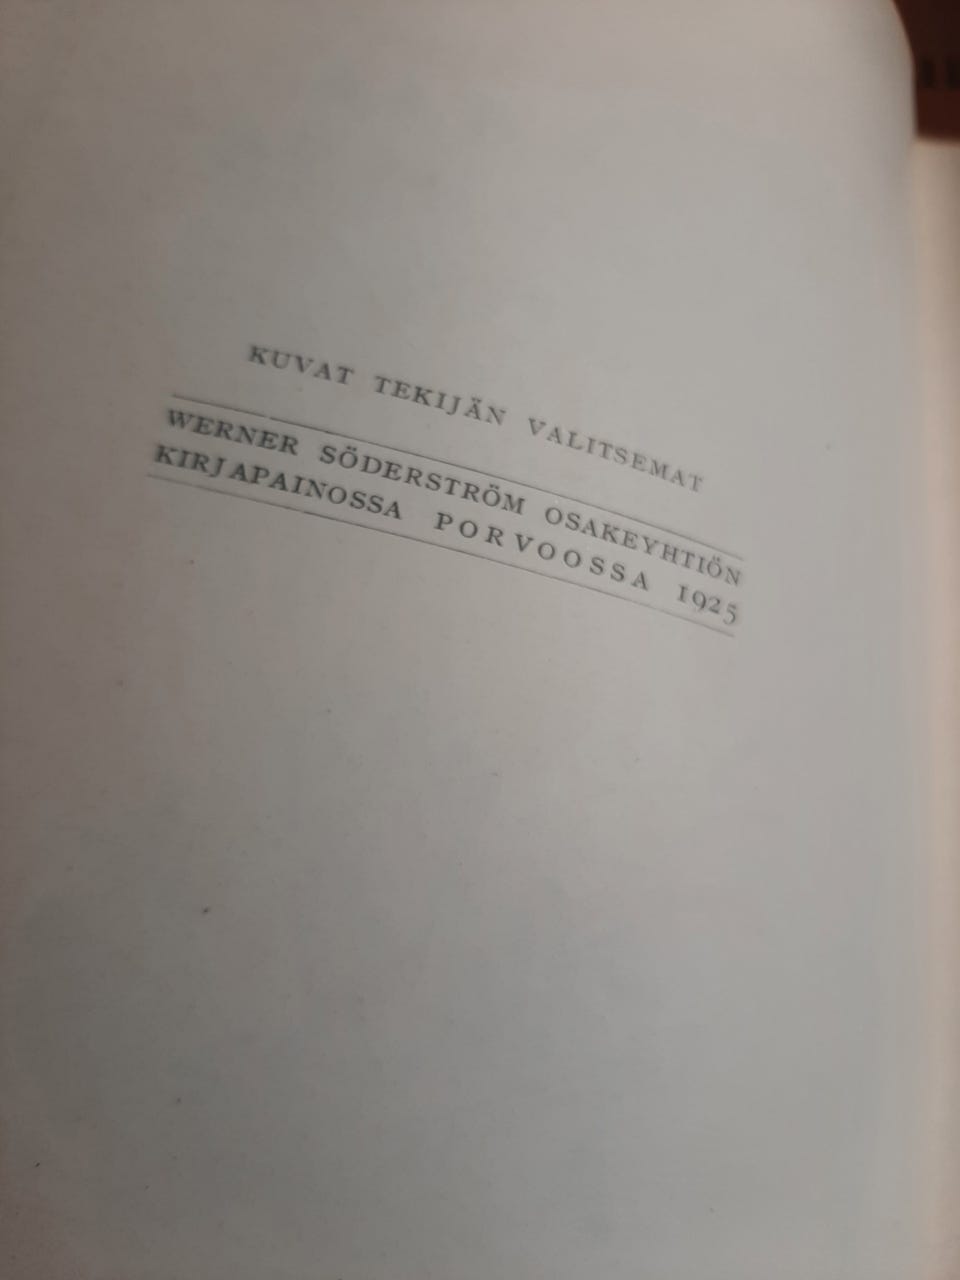 KUVAT TEKIJÄN VALITSEMAT
WERNER SÖDERSTRÖM OSAKEYHTIÖN
KIRJAPAINOSSA PORVOOSSA 1925